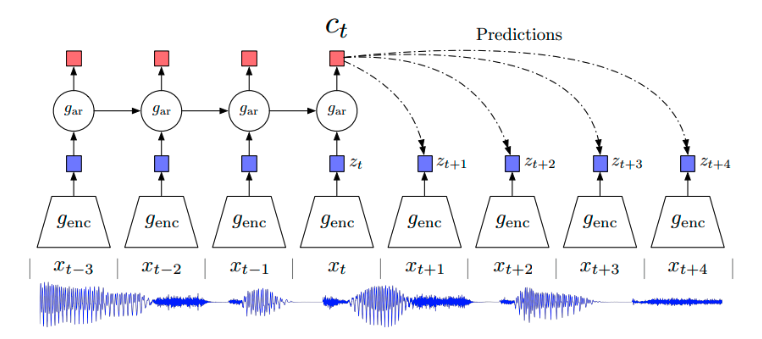 c_t
Predictions
g_ar g_ar g_ar g_ar
z_t z_{t+1} z_{t+2} z_{t+3} z_{t+4}
g_enc g_enc g_enc g_enc g_enc g_enc g_enc g_enc
x_{t−3} x_{t−2} x_{t−1} x_t x_{t+1} x_{t+2} x_{t+3} x_{t+4}